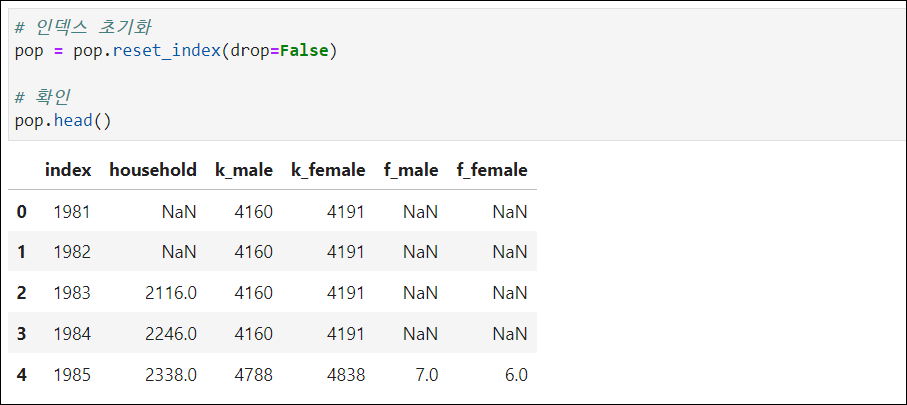 # 인덱스 초기화
pop = pop.reset_index(drop=False)
# 확인
pop.head()
index household k_male k_female f_male f_female
0 1981 NaN 4160 4191 NaN NaN
1 1982 NaN 4160 4191 NaN NaN
2 1983 2116.0 4160 4191 NaN NaN
3 1984 2246.0 4160 4191 NaN NaN
4 1985 2338.0 4788 4838 7.0 6.0